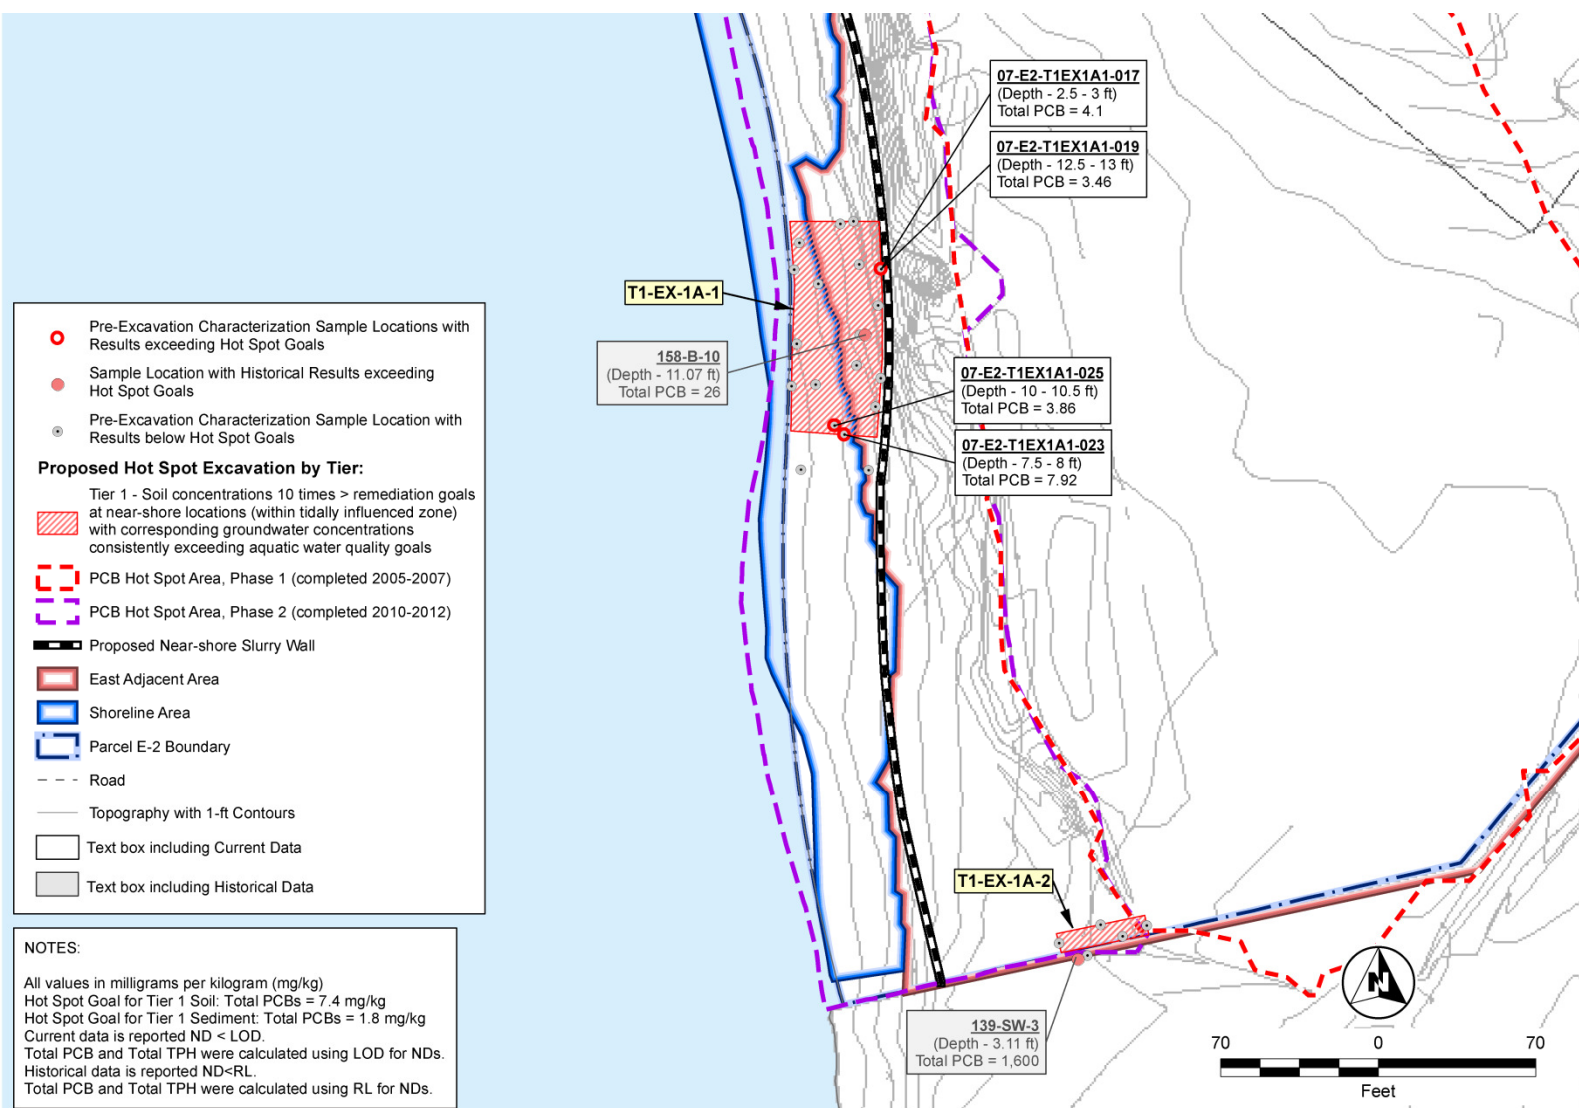 07-E2-T1EX1A1-017
(Depth - 2.5 - 3 ft)
Total PCB = 4.1
07-E2-T1EX1A1-019
(Depth - 12.5 - 13 ft)
Total PCB = 3.46
T1-EX-1A-1
158-B-10
(Depth - 11.07 ft)
Total PCB = 26
07-E2-T1EX1A1-025
(Depth - 10 - 10.5 ft)
Total PCB = 3.86
07-E2-T1EX1A1-023
(Depth - 7.5 - 8 ft)
Total PCB = 7.92
Pre-Excavation Characterization Sample Locations with
Results exceeding Hot Spot Goals
Sample Location with Historical Results exceeding
Hot Spot Goals
Pre-Excavation Characterization Sample Location with
Results below Hot Spot Goals
Proposed Hot Spot Excavation by Tier:
Tier 1 - Soil concentrations 10 times > remediation goals
at near-shore locations (within tidally influenced zone)
with corresponding groundwater concentrations
consistently exceeding aquatic water quality goals
PCB Hot Spot Area, Phase 1 (completed 2005-2007)
PCB Hot Spot Area, Phase 2 (completed 2010-2012)
Proposed Near-shore Slurry Wall
East Adjacent Area
Shoreline Area
Parcel E-2 Boundary
Road
Topography with 1-ft Contours
Text box including Current Data
Text box including Historical Data
NOTES:
All values in milligrams per kilogram (mg/kg)
Hot Spot Goal for Tier 1 Soil: Total PCBs = 7.4 mg/kg
Hot Spot Goal for Tier 1 Sediment: Total PCBs = 1.8 mg/kg
Current data is reported ND < LOD.
Total PCB and Total TPH were calculated using LOD for NDs.
Historical data is reported ND<RL.
Total PCB and Total TPH were calculated using RL for NDs.
T1-EX-1A-2
139-SW-3
(Depth - 3.11 ft)
Total PCB = 1,600
N
70 0 70
Feet